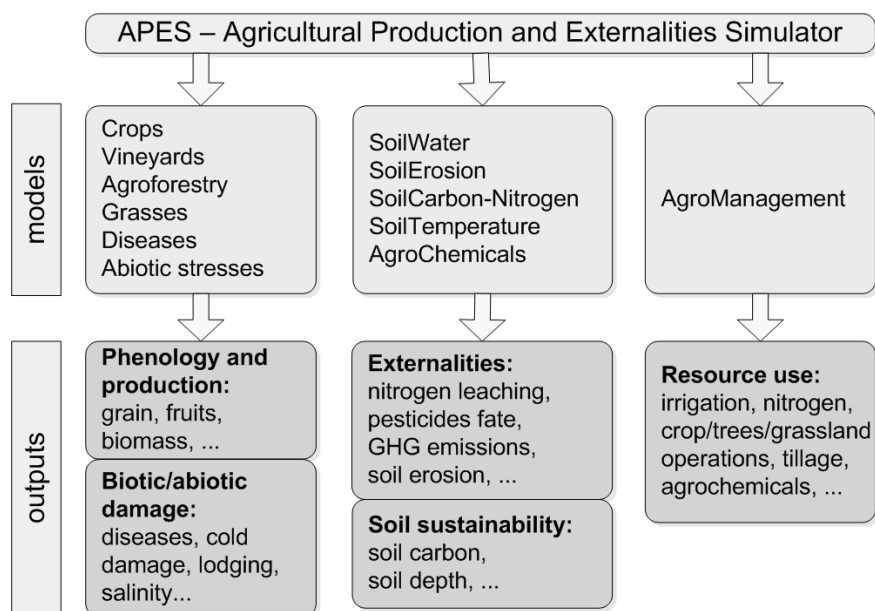 APES – Agricultural Production and Externalities Simulator
models
Crops
Vineyards
Agroforestry
Grasses
Diseases
Abiotic stresses
SoilWater
SoilErosion
SoilCarbon-Nitrogen
SoilTemperature
AgroChemicals
AgroManagement
outputs
Phenology and
production:
grain, fruits,
biomass, ...
Biotic/abiotic
damage:
diseases, cold
damage, lodging,
salinity...
Externalities:
nitrogen leaching,
pesticides fate,
GHG emissions,
soil erosion, ...
Soil sustainability:
soil carbon,
soil depth, ...
Resource use:
irrigation, nitrogen,
crop/trees/grassland
operations, tillage,
agrochemicals, ...